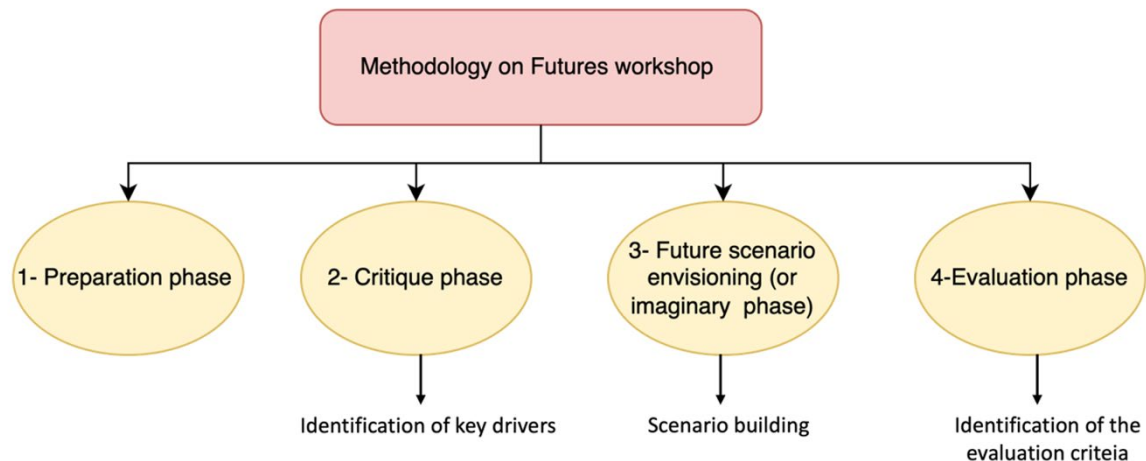 Methodology on Futures workshop
1- Preparation phase
2- Critique phase
3- Future scenario
envisioning (or
imaginary phase)
4-Evaluation phase
Identification of key drivers
Scenario building
Identification of the
evaluation criteia